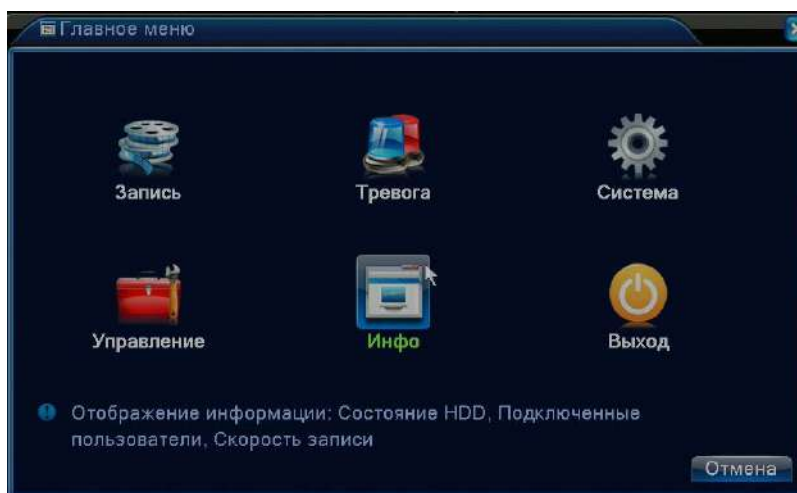 Главное меню
Запись
Тревога
Система
Управление
Инфо
Выход
Отображение информации: Состояние HDD, Подключенные
пользователи, Скорость записи
Отмена